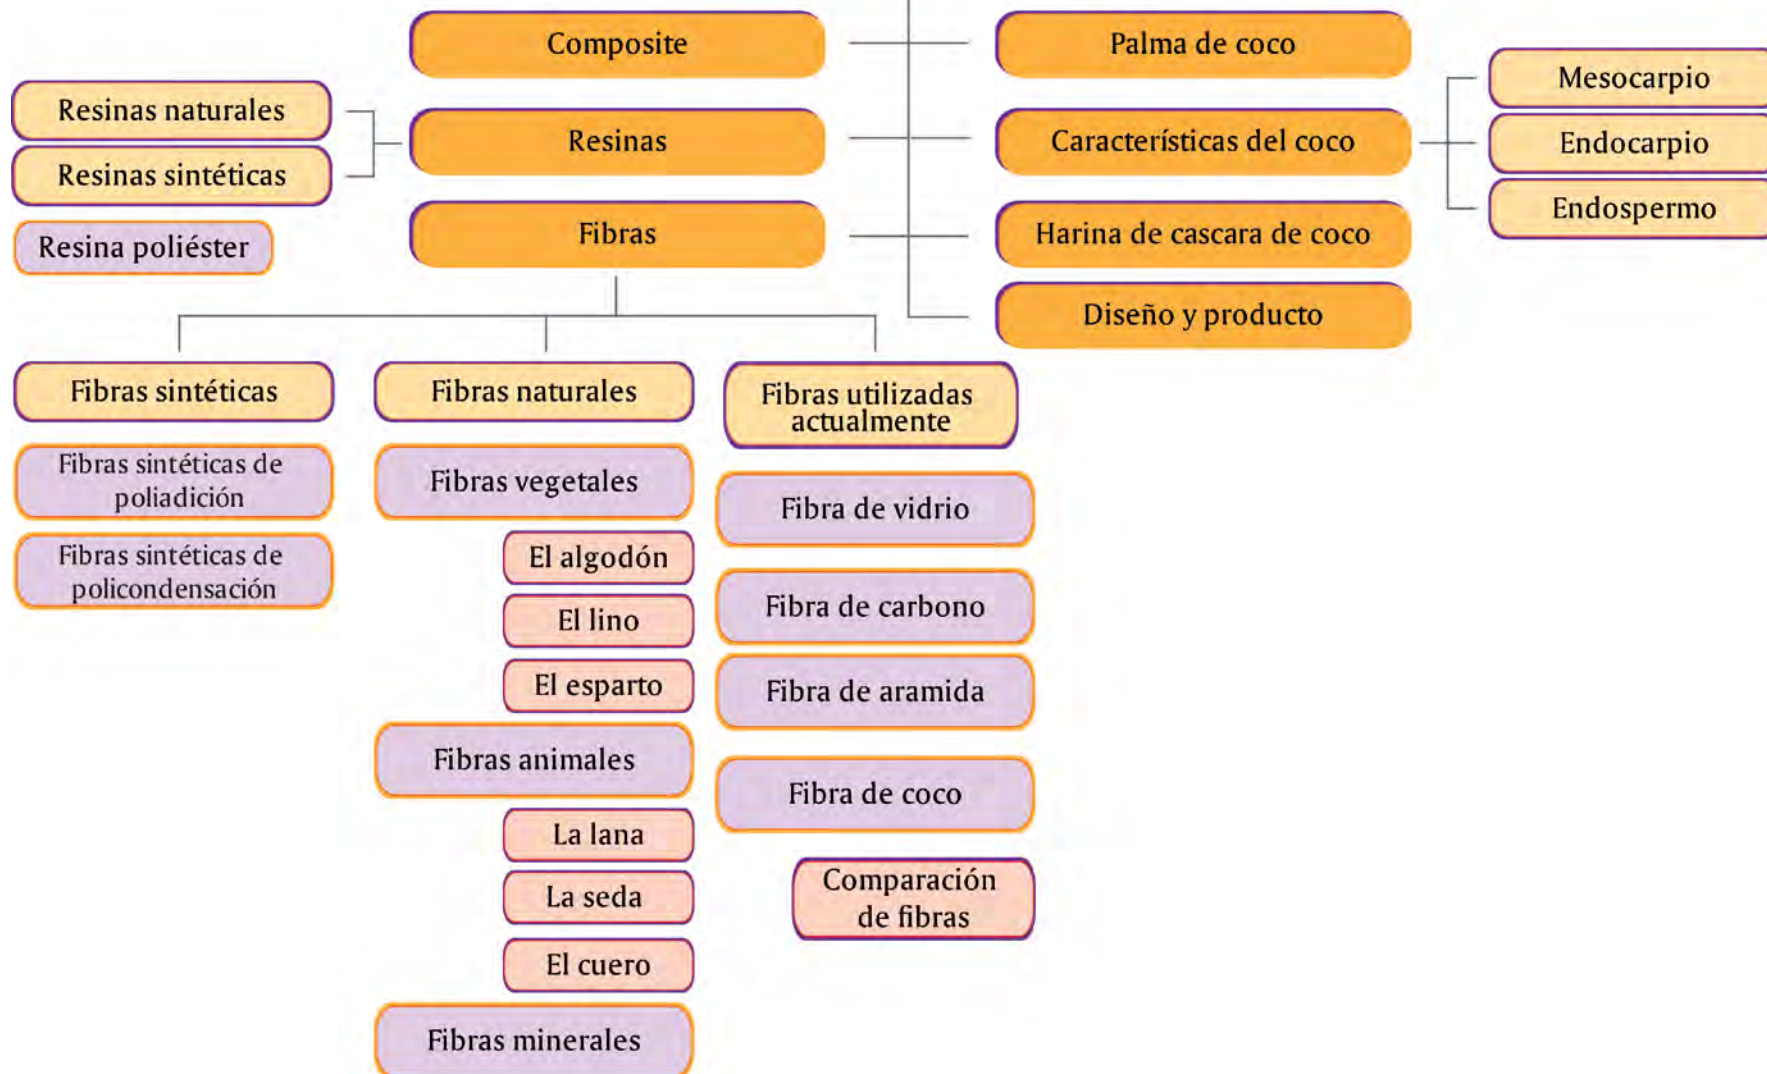 Composite
Resinas
Fibras
Resinas naturales
Resinas sintéticas
Resina poliéster
Palma de coco
Características del coco
Harina de cascara de coco
Diseño y producto
Mesocarpio
Endocarpio
Endospermo
Fibras sintéticas
Fibras sintéticas de
poliadición
Fibras sintéticas de
policondensación
Fibras naturales
Fibras vegetales
El algodón
El lino
El esparto
Fibras animales
La lana
La seda
El cuero
Fibras minerales
Fibras utilizadas
actualmente
Fibra de vidrio
Fibra de carbono
Fibra de aramida
Fibra de coco
Comparación
de fibras